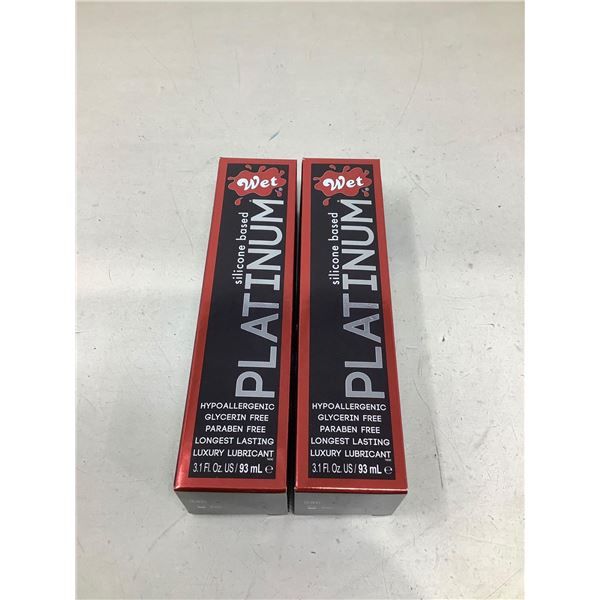 Wet
silicone based
PLATINUM
HYPOALLERGENIC
GLYCERIN FREE
PARABEN FREE
LONGEST LASTING
LUXURY LUBRICANT
3.1 Fl. Oz. US / 93 mL e
Wet
silicone based
PLATINUM
HYPOALLERGENIC
GLYCERIN FREE
PARABEN FREE
LONGEST LASTING
LUXURY LUBRICANT
3.1 Fl. Oz. US / 93 mL e